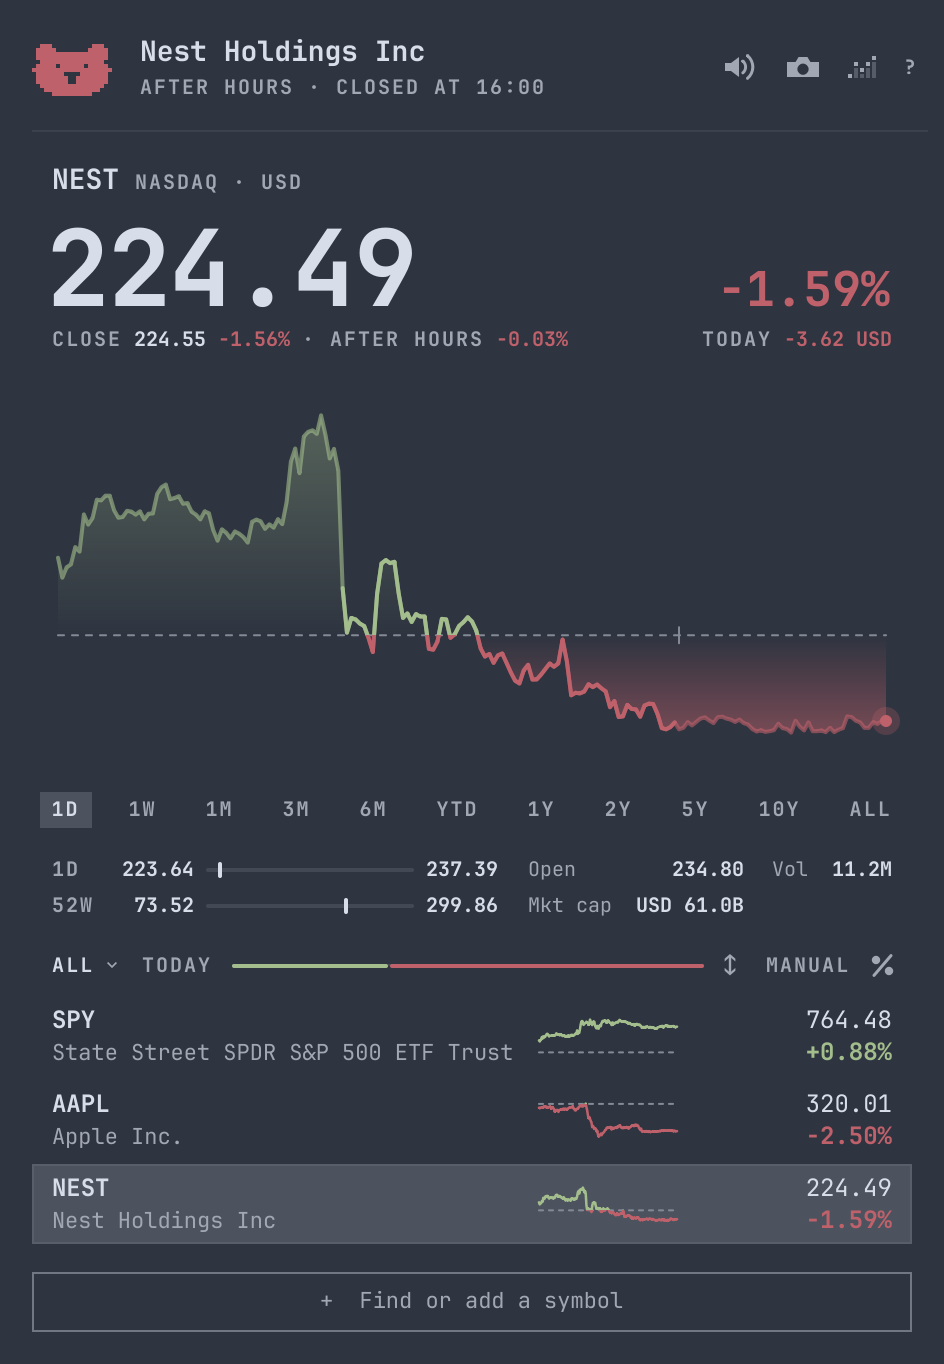 Nest Holdings Inc
AFTER HOURS · CLOSED AT 16:00
?
NEST NASDAQ · USD
224.49
-1.59%
CLOSE 224.55 -1.56% · AFTER HOURS -0.03%
TODAY -3.62 USD
1D 1W 1M 3M 6M YTD 1Y 2Y 5Y 10Y ALL
1D 223.64 237.39 Open 234.80 Vol 11.2M
52W 73.52 299.86 Mkt cap USD 61.0B
ALL TODAY MANUAL %
SPY 764.48
State Street SPDR S&P 500 ETF Trust +0.88%
AAPL 320.01
Apple Inc. -2.50%
NEST 224.49
Nest Holdings Inc -1.59%
+ Find or add a symbol